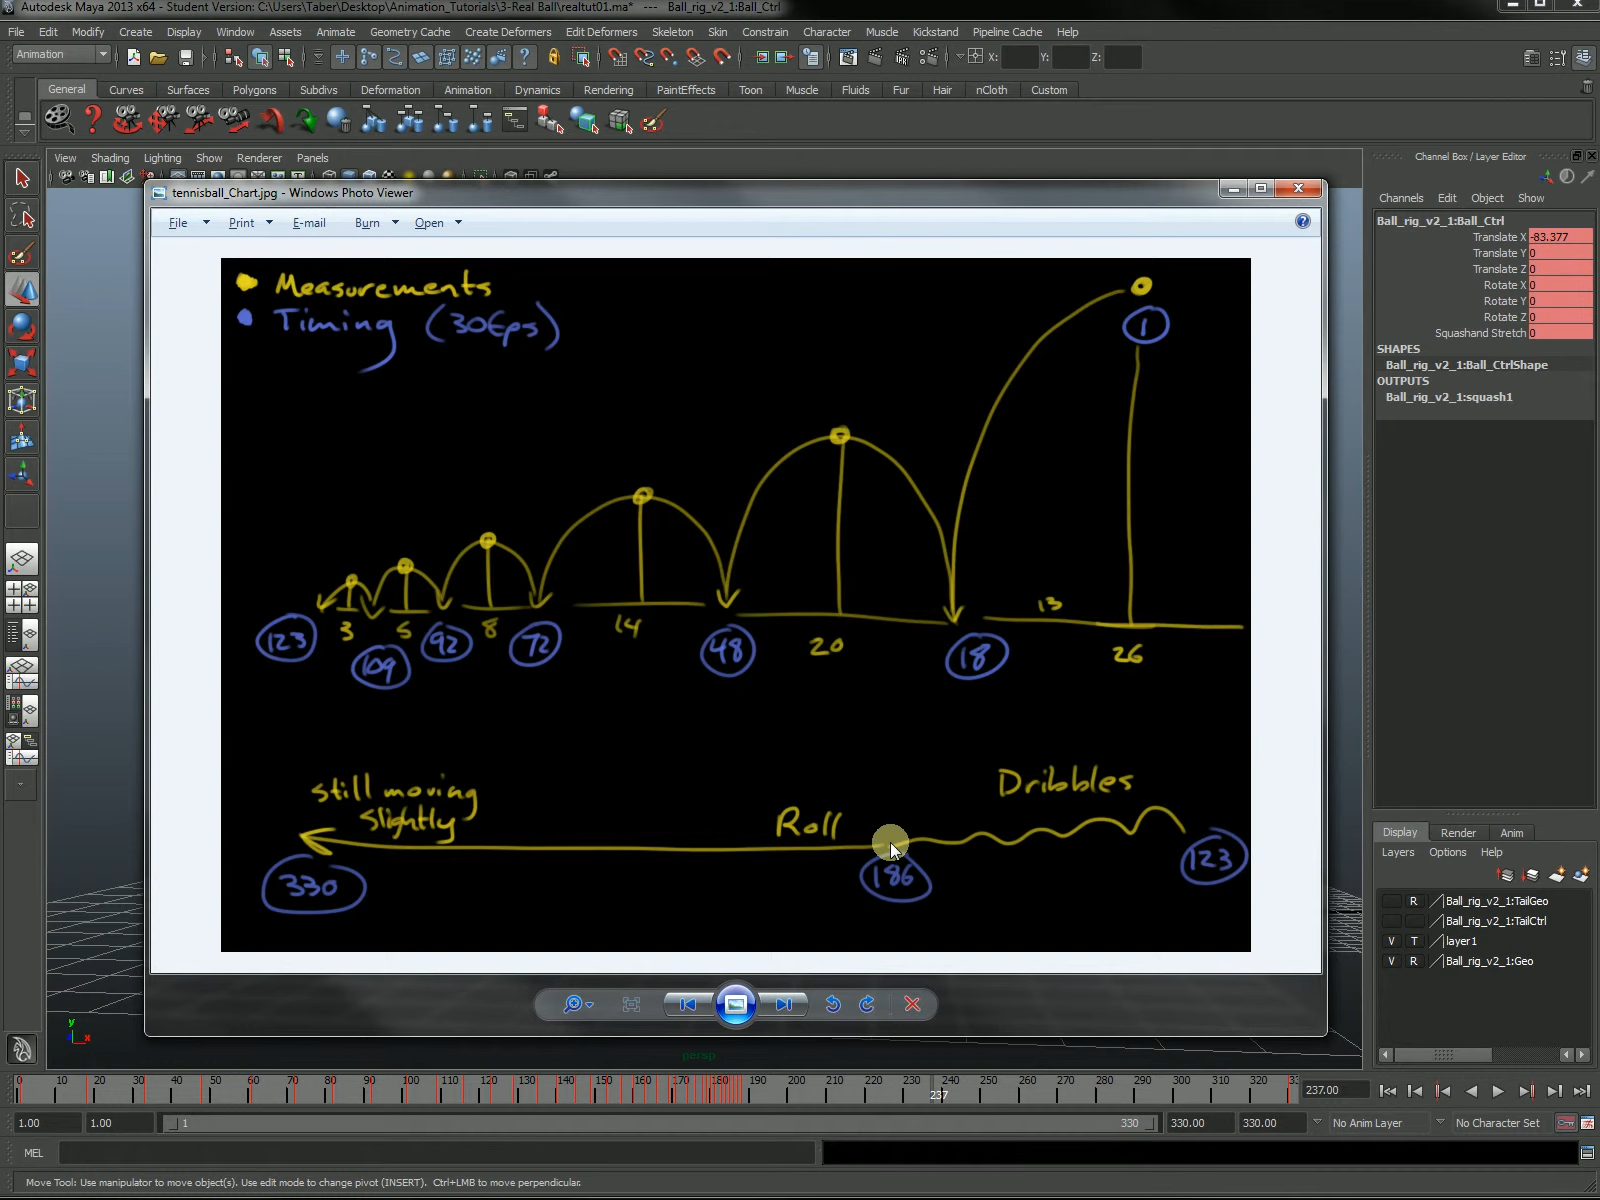 Autodesk Maya 2013 x64 - Student Version: C:\Users\Taber\Desktop\Animation_Tutorials\3-Real Ball\realtut01.ma* --- Ball_rig_v2_1:Ball_Ctrl
File Edit Modify Create Display Window Assets Animate Geometry Cache Create Deformers Edit Deformers Skeleton Skin Constrain Character Muscle Kickstand Pipeline Cache Help
Animation X: Y: Z:
General Curves Surfaces Polygons Subdivs Deformation Animation Dynamics Rendering PaintEffects Toon Muscle Fluids Fur Hair nCloth Custom
View Shading Lighting Show Renderer Panels
Channel Box / Layer Editor
Channels Edit Object Show
Ball_rig_v2_1:Ball_Ctrl
Translate X -83.377
Translate Y 0
Translate Z 0
Rotate X 0
Rotate Y 0
Rotate Z 0
Squashand Stretch 0
SHAPES
Ball_rig_v2_1:Ball_CtrlShape
OUTPUTS
Ball_rig_v2_1:squash1
tennisball_Chart.jpg - Windows Photo Viewer
File Print E-mail Burn Open
Measurements
Timing (30fps)
1
13
3 5 8 14 20 26
123 109 92 72 48 18
still moving
slightly
Roll
Dribbles
330 186 123
Display Render Anim
Layers Options Help
R Ball_rig_v2_1:TailGeo
Ball_rig_v2_1:TailCtrl
V T layer1
V R Ball_rig_v2_1:Geo
y
x
persp
0 10 20 30 40 50 60 70 80 90 100 110 120 130 140 150 160 170 180 190 200 210 220 230 240 250 260 270 280 290 300 310 320
237
237.00
1.00 1.00 1 330 330.00 330.00 No Anim Layer No Character Set
MEL
Move Tool: Use manipulator to move object(s). Use edit mode to change pivot (INSERT). Ctrl+LMB to move perpendicular.